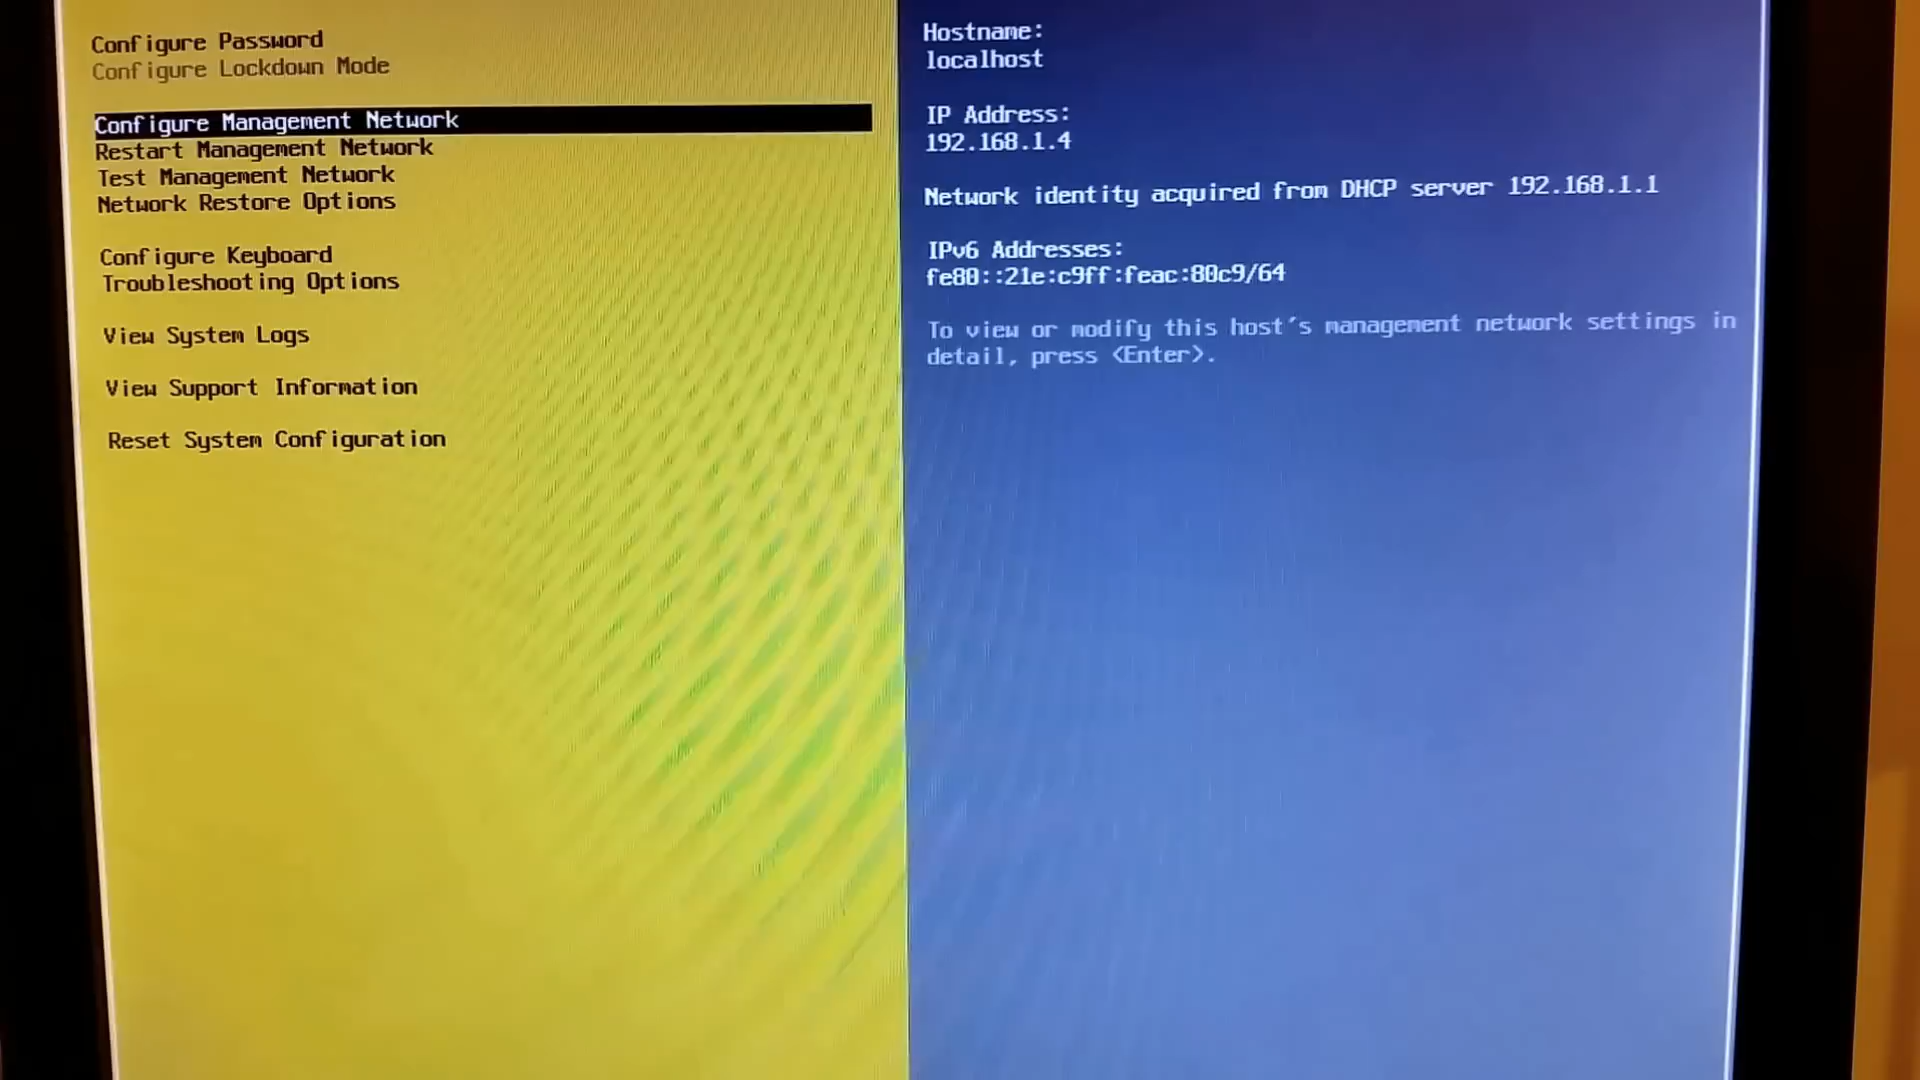 Configure Password
Configure Lockdown Mode
Configure Management Network
Restart Management Network
Test Management Network
Network Restore Options
Configure Keyboard
Troubleshooting Options
View System Logs
View Support Information
Reset System Configuration
Hostname:
localhost
IP Address:
192.168.1.4
Network identity acquired from DHCP server 192.168.1.1
IPv6 Addresses:
fe80::21e:c9ff:feac:80c9/64
To view or modify this host's management network settings in
detail, press <Enter>.